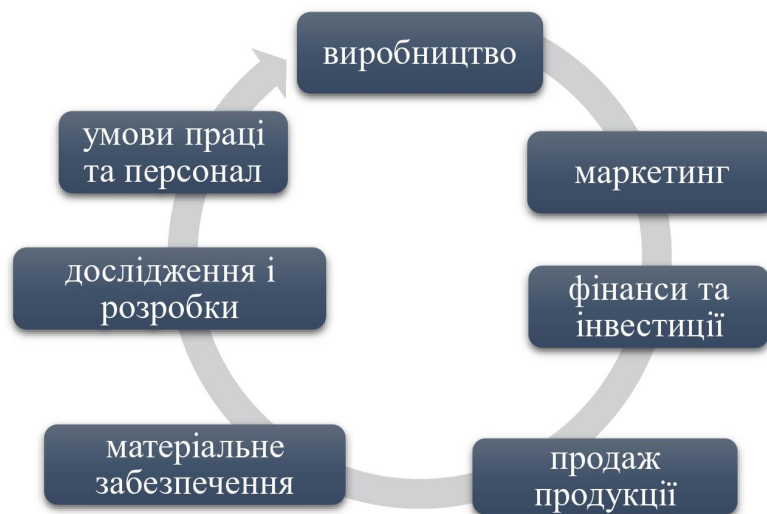 виробництво
маркетинг
фінанси та
інвестиції
продаж
продукції
матеріальне
забезпечення
дослідження і
розробки
умови праці
та персонал